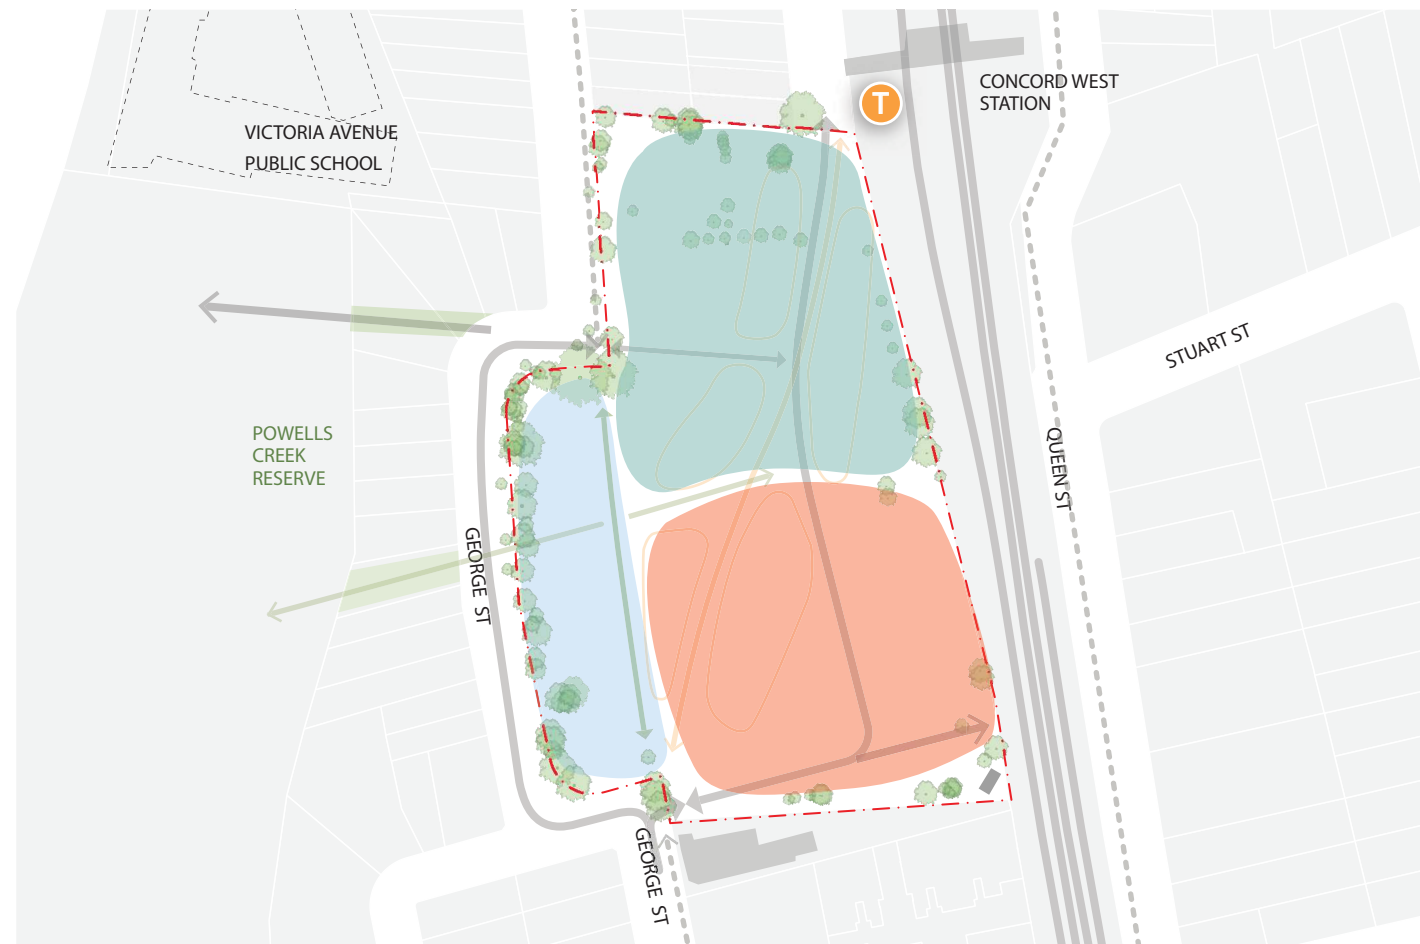 T
CONCORD WEST
STATION
VICTORIA AVENUE
PUBLIC SCHOOL
STUART ST
POWELLS
CREEK
RESERVE
QUEEN ST
GEORGE ST
GEORGE ST